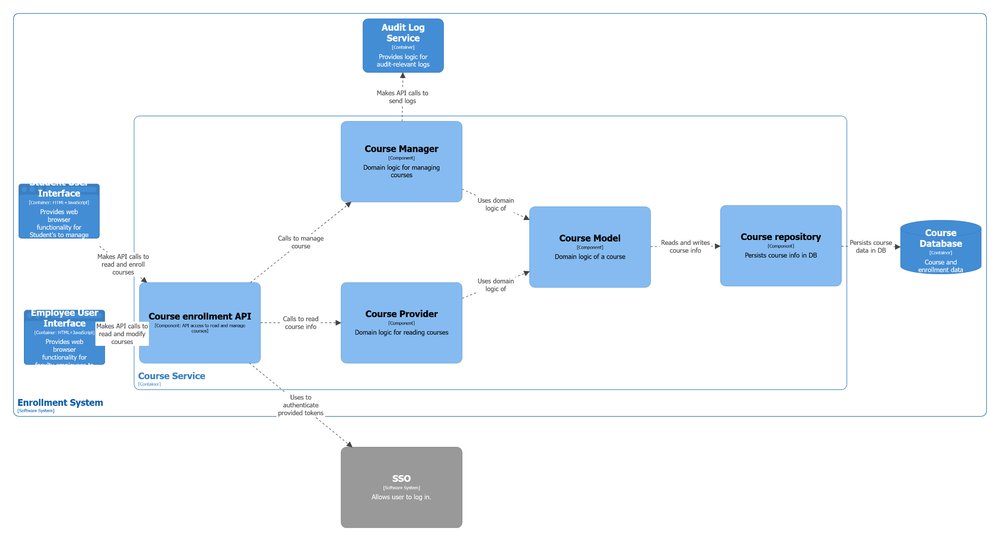 Audit Log
Service
[Container]
Provides logic for
audit-relevant logs
Makes API calls to
send logs
Course Manager
[Component]
Domain logic for managing
courses
Student User
Interface
[Container: HTML+JavaScript]
Provides web
browser
functionality for
Student's to manage
Makes API calls to
read and enroll
courses
Calls to manage
course
Uses domain
logic of
Course Model
[Component]
Domain logic of a course
Reads and writes
course info
Course repository
[Component]
Persists course info in DB
Persists course
data in DB
Course
Database
[Container]
Course and
enrollment data
Uses domain
logic of
Employee User
Interface
[Container: HTML+JavaScript]
Provides web
browser
functionality for
faculty employees to
Makes API calls to
read and modify
courses
Course enrollment API
[Component: API access to read and manage
courses]
Calls to read
course info
Course Provider
[Component]
Domain logic for reading courses
Course Service
[Container]
Enrollment System
[Software System]
Uses to
authenticate
provided tokens
SSO
[Software System]
Allows user to log in.